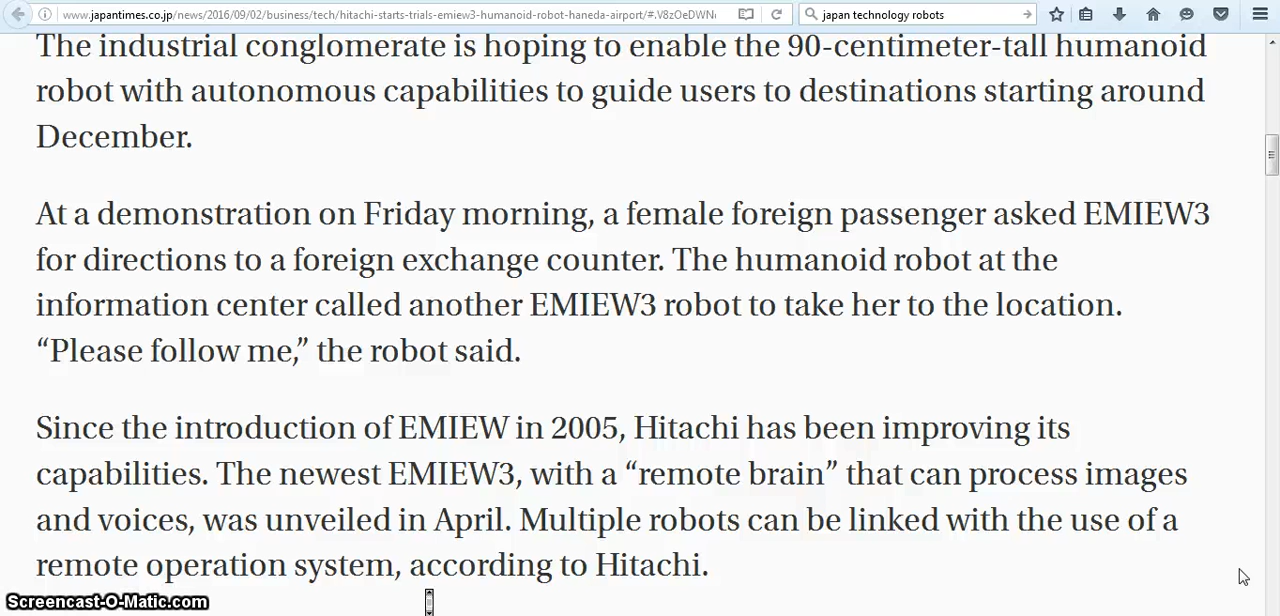 www.japantimes.co.jp/news/2016/09/02/business/tech/hitachi-starts-trials-emiew3-humanoid-robot-haneda-airport/#.V8zOeDWN
japan technology robots
The industrial conglomerate is hoping to enable the 90-centimeter-tall humanoid
robot with autonomous capabilities to guide users to destinations starting around
December.
At a demonstration on Friday morning, a female foreign passenger asked EMIEW3
for directions to a foreign exchange counter. The humanoid robot at the
information center called another EMIEW3 robot to take her to the location.
“Please follow me,” the robot said.
Since the introduction of EMIEW in 2005, Hitachi has been improving its
capabilities. The newest EMIEW3, with a “remote brain” that can process images
and voices, was unveiled in April. Multiple robots can be linked with the use of a
remote operation system, according to Hitachi.
Screencast-O-Matic.com